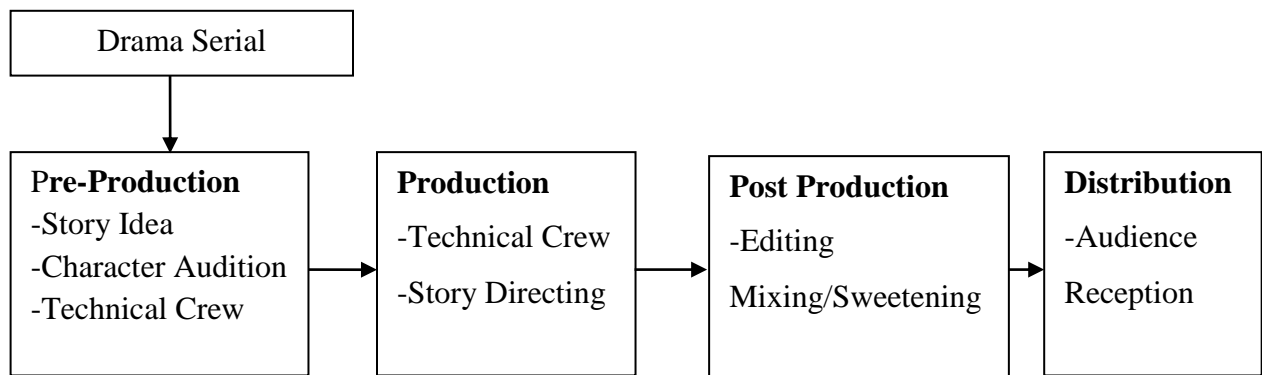 Drama Serial
Pre-Production
-Story Idea
-Character Audition
-Technical Crew
Production
-Technical Crew
-Story Directing
Post Production
-Editing
Mixing/Sweetening
Distribution
-Audience
Reception